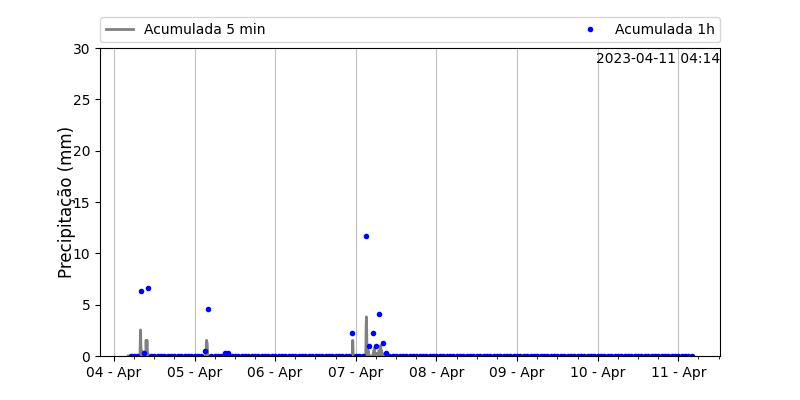 Acumulada 5 min
Acumulada 1h
2023-04-11 04:14
Precipitação (mm)
30
25
20
15
10
5
0
04 - Apr
05 - Apr
06 - Apr
07 - Apr
08 - Apr
09 - Apr
10 - Apr
11 - Apr